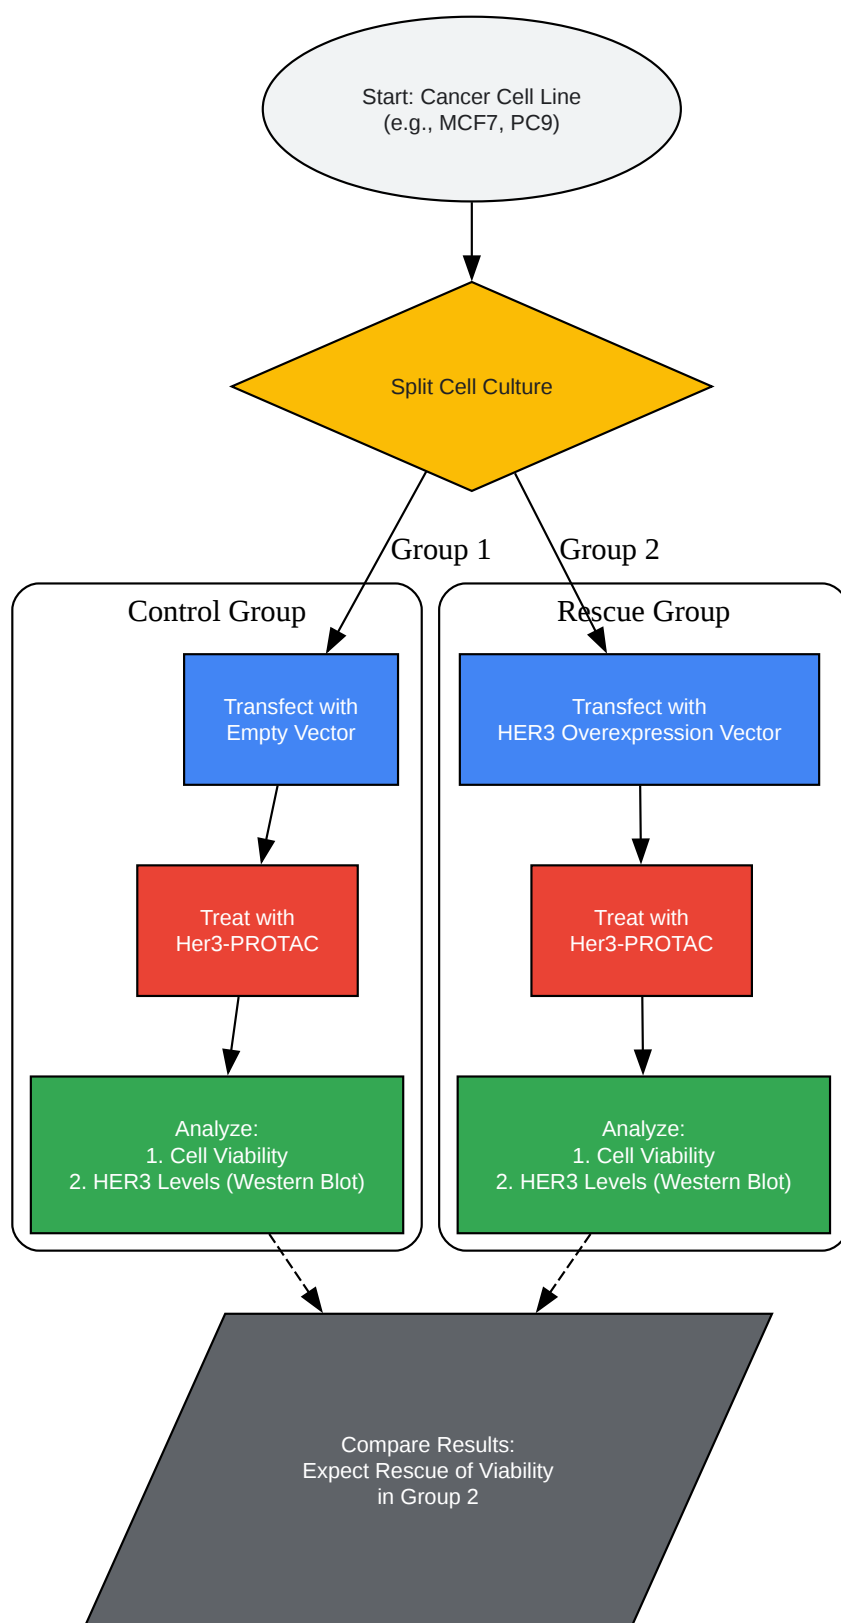 Start: Cancer Cell Line
(e.g., MCF7, PC9)
Split Cell Culture
Group 1
Group 2
Control Group
Rescue Group
Transfect with
Empty Vector
Transfect with
HER3 Overexpression Vector
Treat with
Her3-PROTAC
Treat with
Her3-PROTAC
Analyze:
1. Cell Viability
2. HER3 Levels (Western Blot)
Analyze:
1. Cell Viability
2. HER3 Levels (Western Blot)
Compare Results:
Expect Rescue of Viability
in Group 2